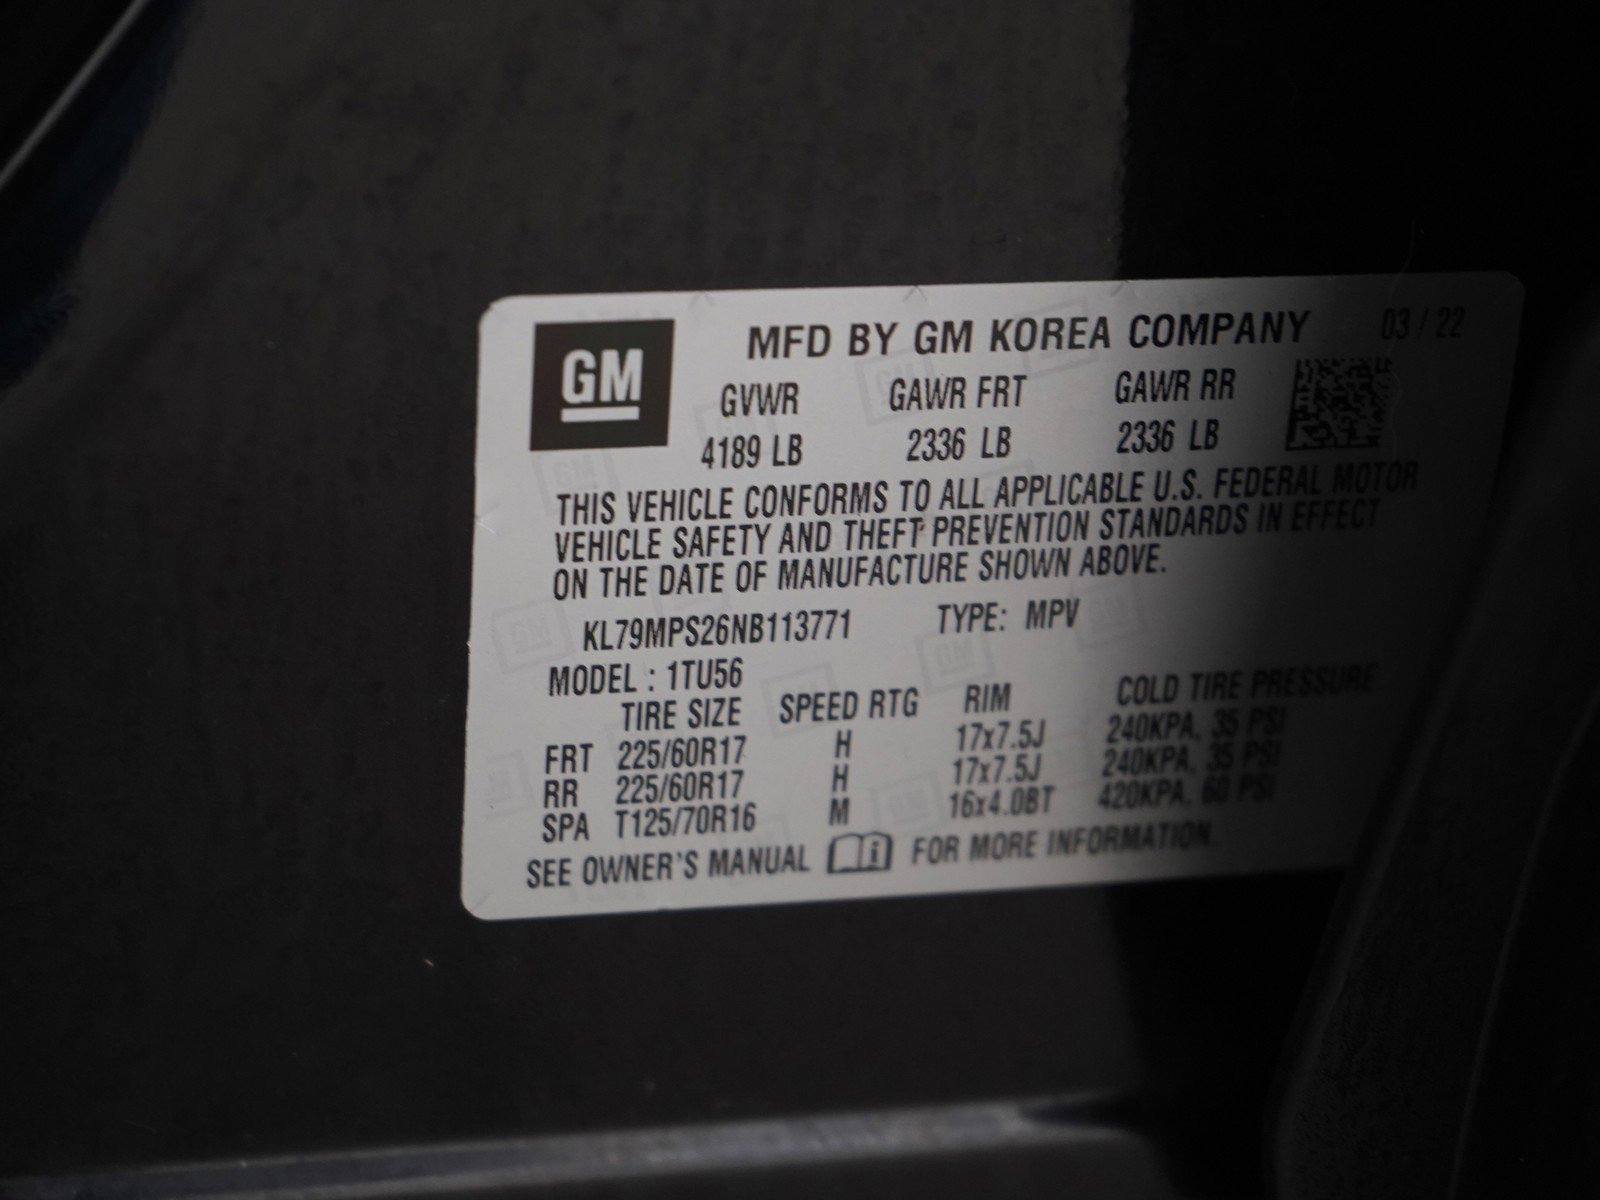 GM
MFD BY GM KOREA COMPANY 03 / 22
GVWR GAWR FRT GAWR RR
4189 LB 2336 LB 2336 LB
THIS VEHICLE CONFORMS TO ALL APPLICABLE U.S. FEDERAL MOTOR
VEHICLE SAFETY AND THEFT PREVENTION STANDARDS IN EFFECT
ON THE DATE OF MANUFACTURE SHOWN ABOVE.
KL79MPS26NB113771 TYPE: MPV
MODEL : 1TU56
TIRE SIZE SPEED RTG RIM COLD TIRE PRESSURE
FRT 225/60R17 H 17x7.5J 240KPA, 35 PSI
RR 225/60R17 H 17x7.5J 240KPA, 35 PSI
SPA T125/70R16 M 16x4.0BT 420KPA, 60 PSI
SEE OWNER'S MANUAL i FOR MORE INFORMATION.